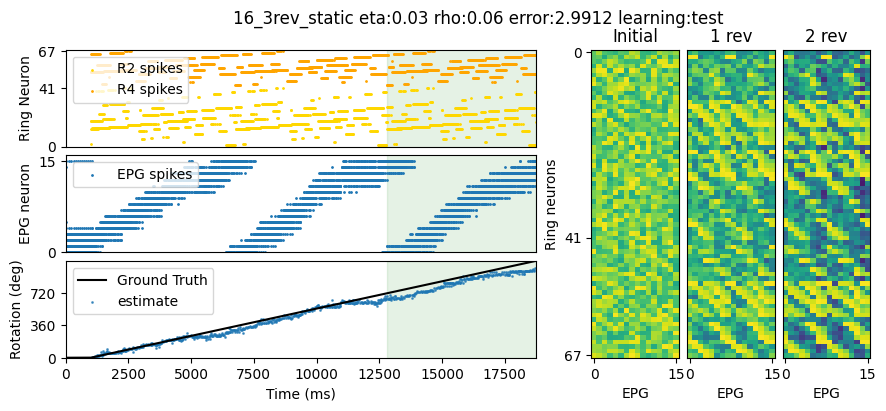 16_3rev_static eta:0.03 rho:0.06 error:2.9912 learning:test
Ring Neuron
67
41
0
R2 spikes
R4 spikes
EPG neuron
15
0
EPG spikes
Rotation (deg)
720
360
0
Ground Truth
estimate
0 2500 5000 7500 10000 12500 15000 17500
Time (ms)
Initial 1 rev 2 rev
Ring neurons
0
41
67
0 15 0 15 0 15
EPG EPG EPG